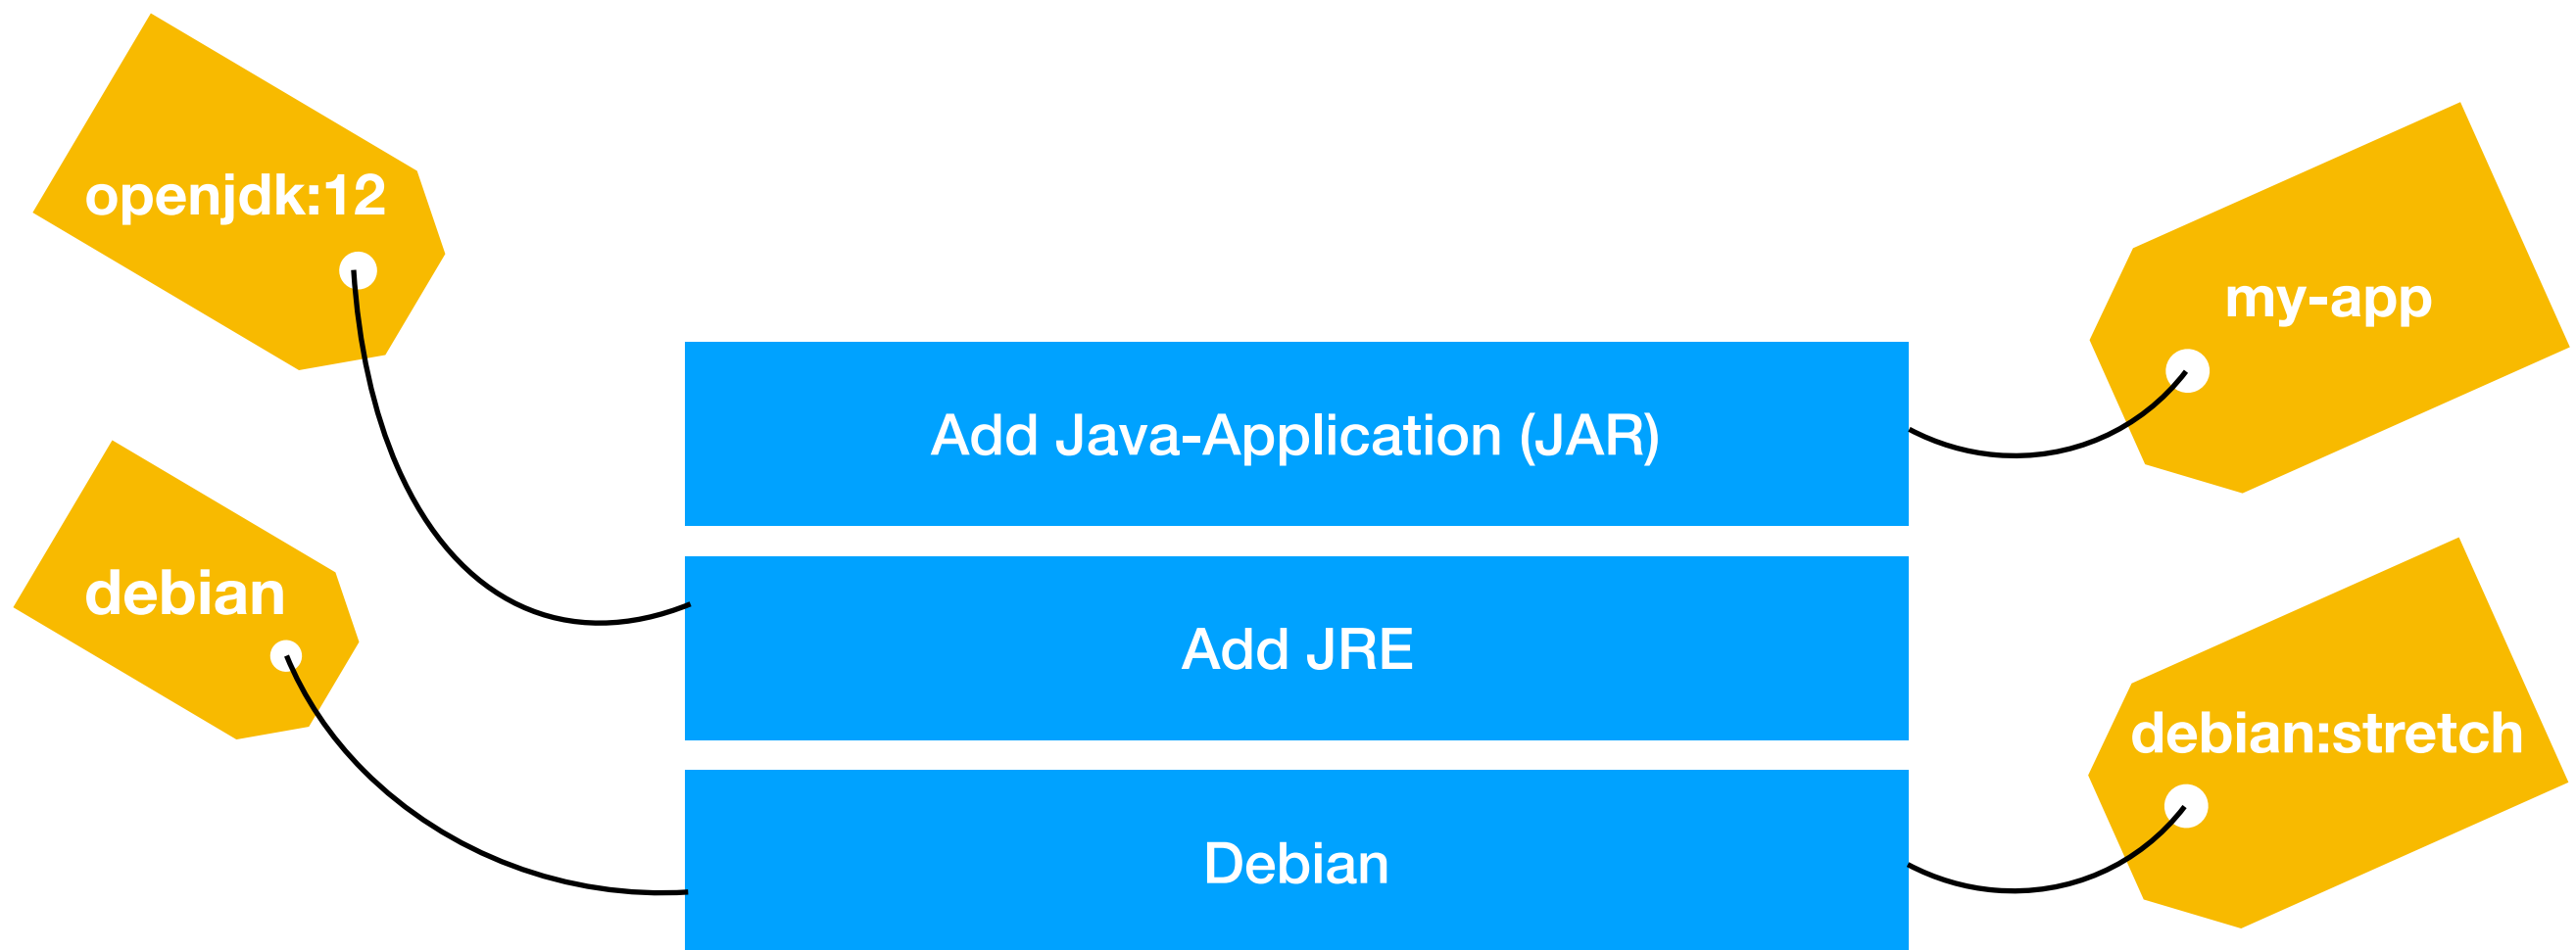 openjdk:12
my-app
Add Java-Application (JAR)
debian
Add JRE
debian:stretch
Debian